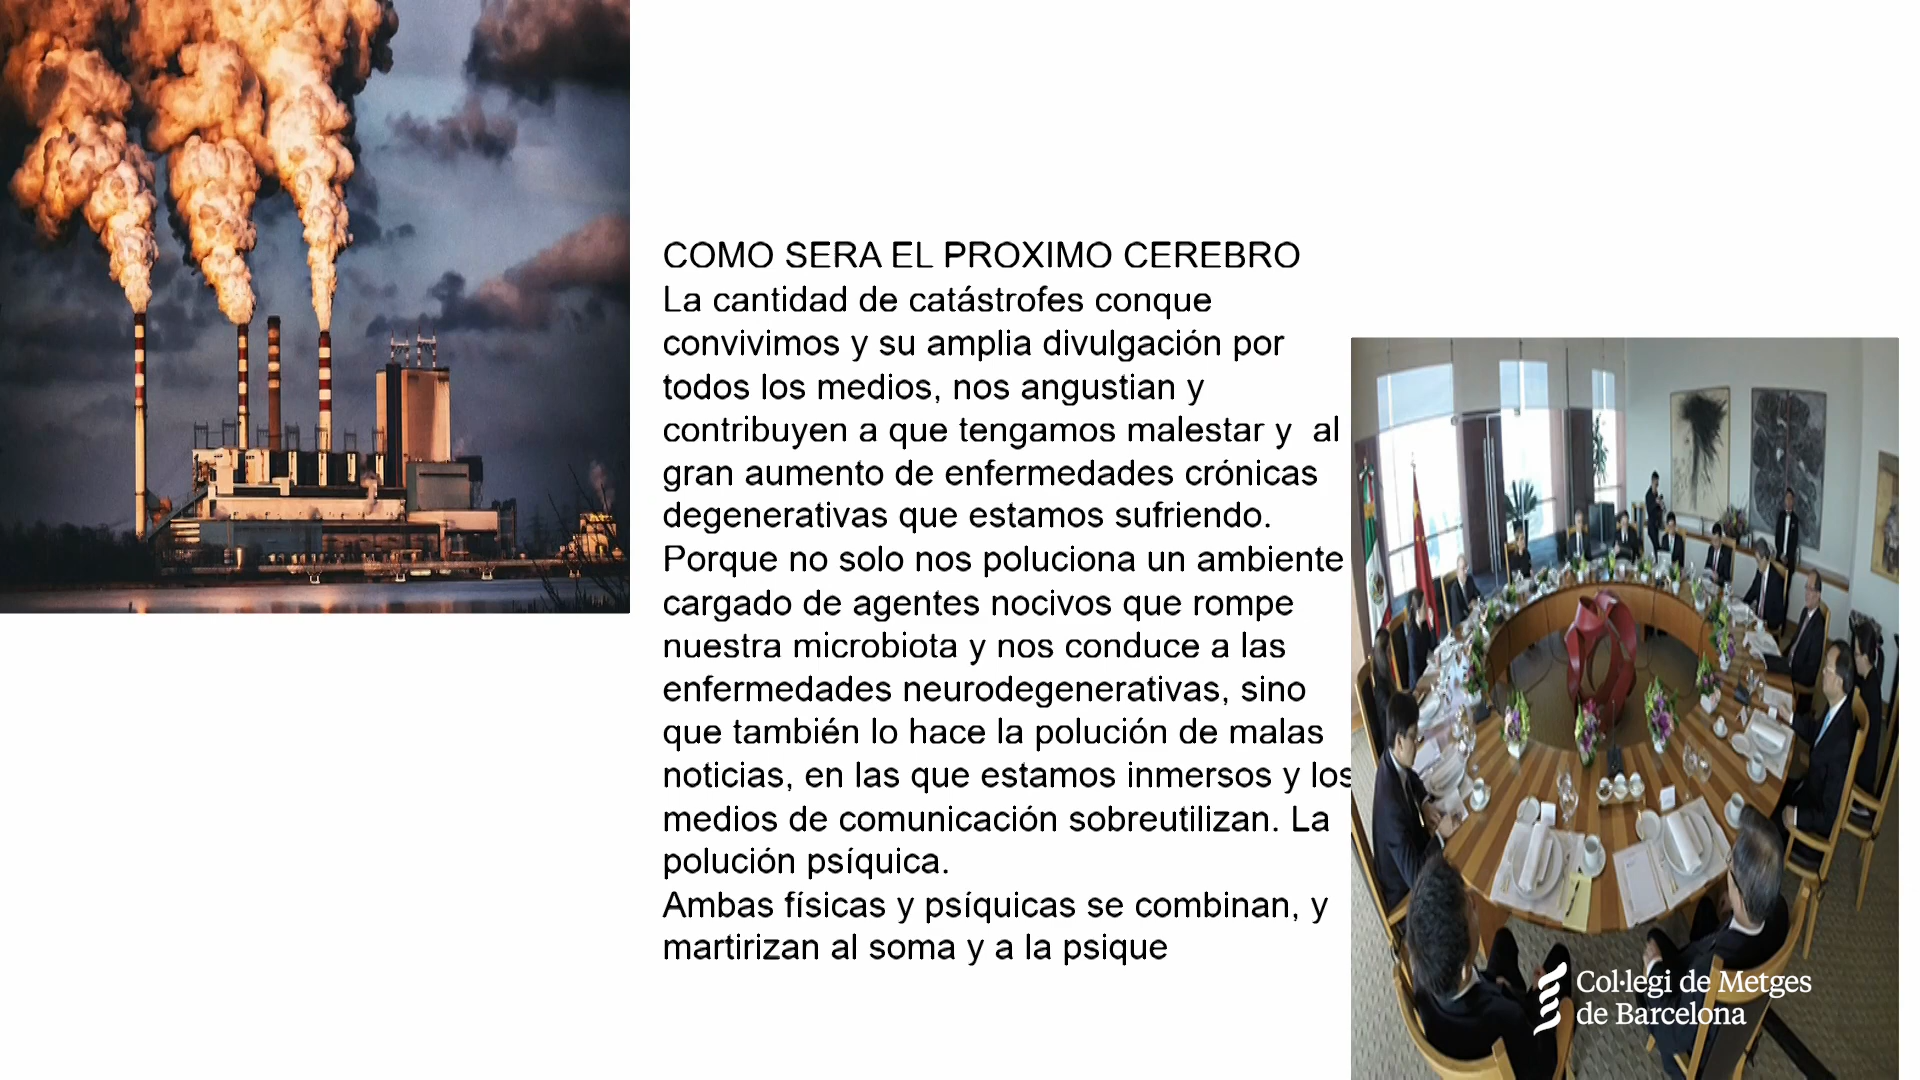 COMO SERA EL PROXIMO CEREBRO
La cantidad de catástrofes conque
convivimos y su amplia divulgación por
todos los medios, nos angustian y
contribuyen a que tengamos malestar y  al
gran aumento de enfermedades crónicas
degenerativas que estamos sufriendo.
Porque no solo nos poluciona un ambiente
cargado de agentes nocivos que rompe
nuestra microbiota y nos conduce a las
enfermedades neurodegenerativas, sino
que también lo hace la polución de malas
noticias, en las que estamos inmersos y los
medios de comunicación sobreutilizan. La
polución psíquica.
Ambas físicas y psíquicas se combinan, y
martirizan al soma y a la psique
Col·legi de Metges
de Barcelona